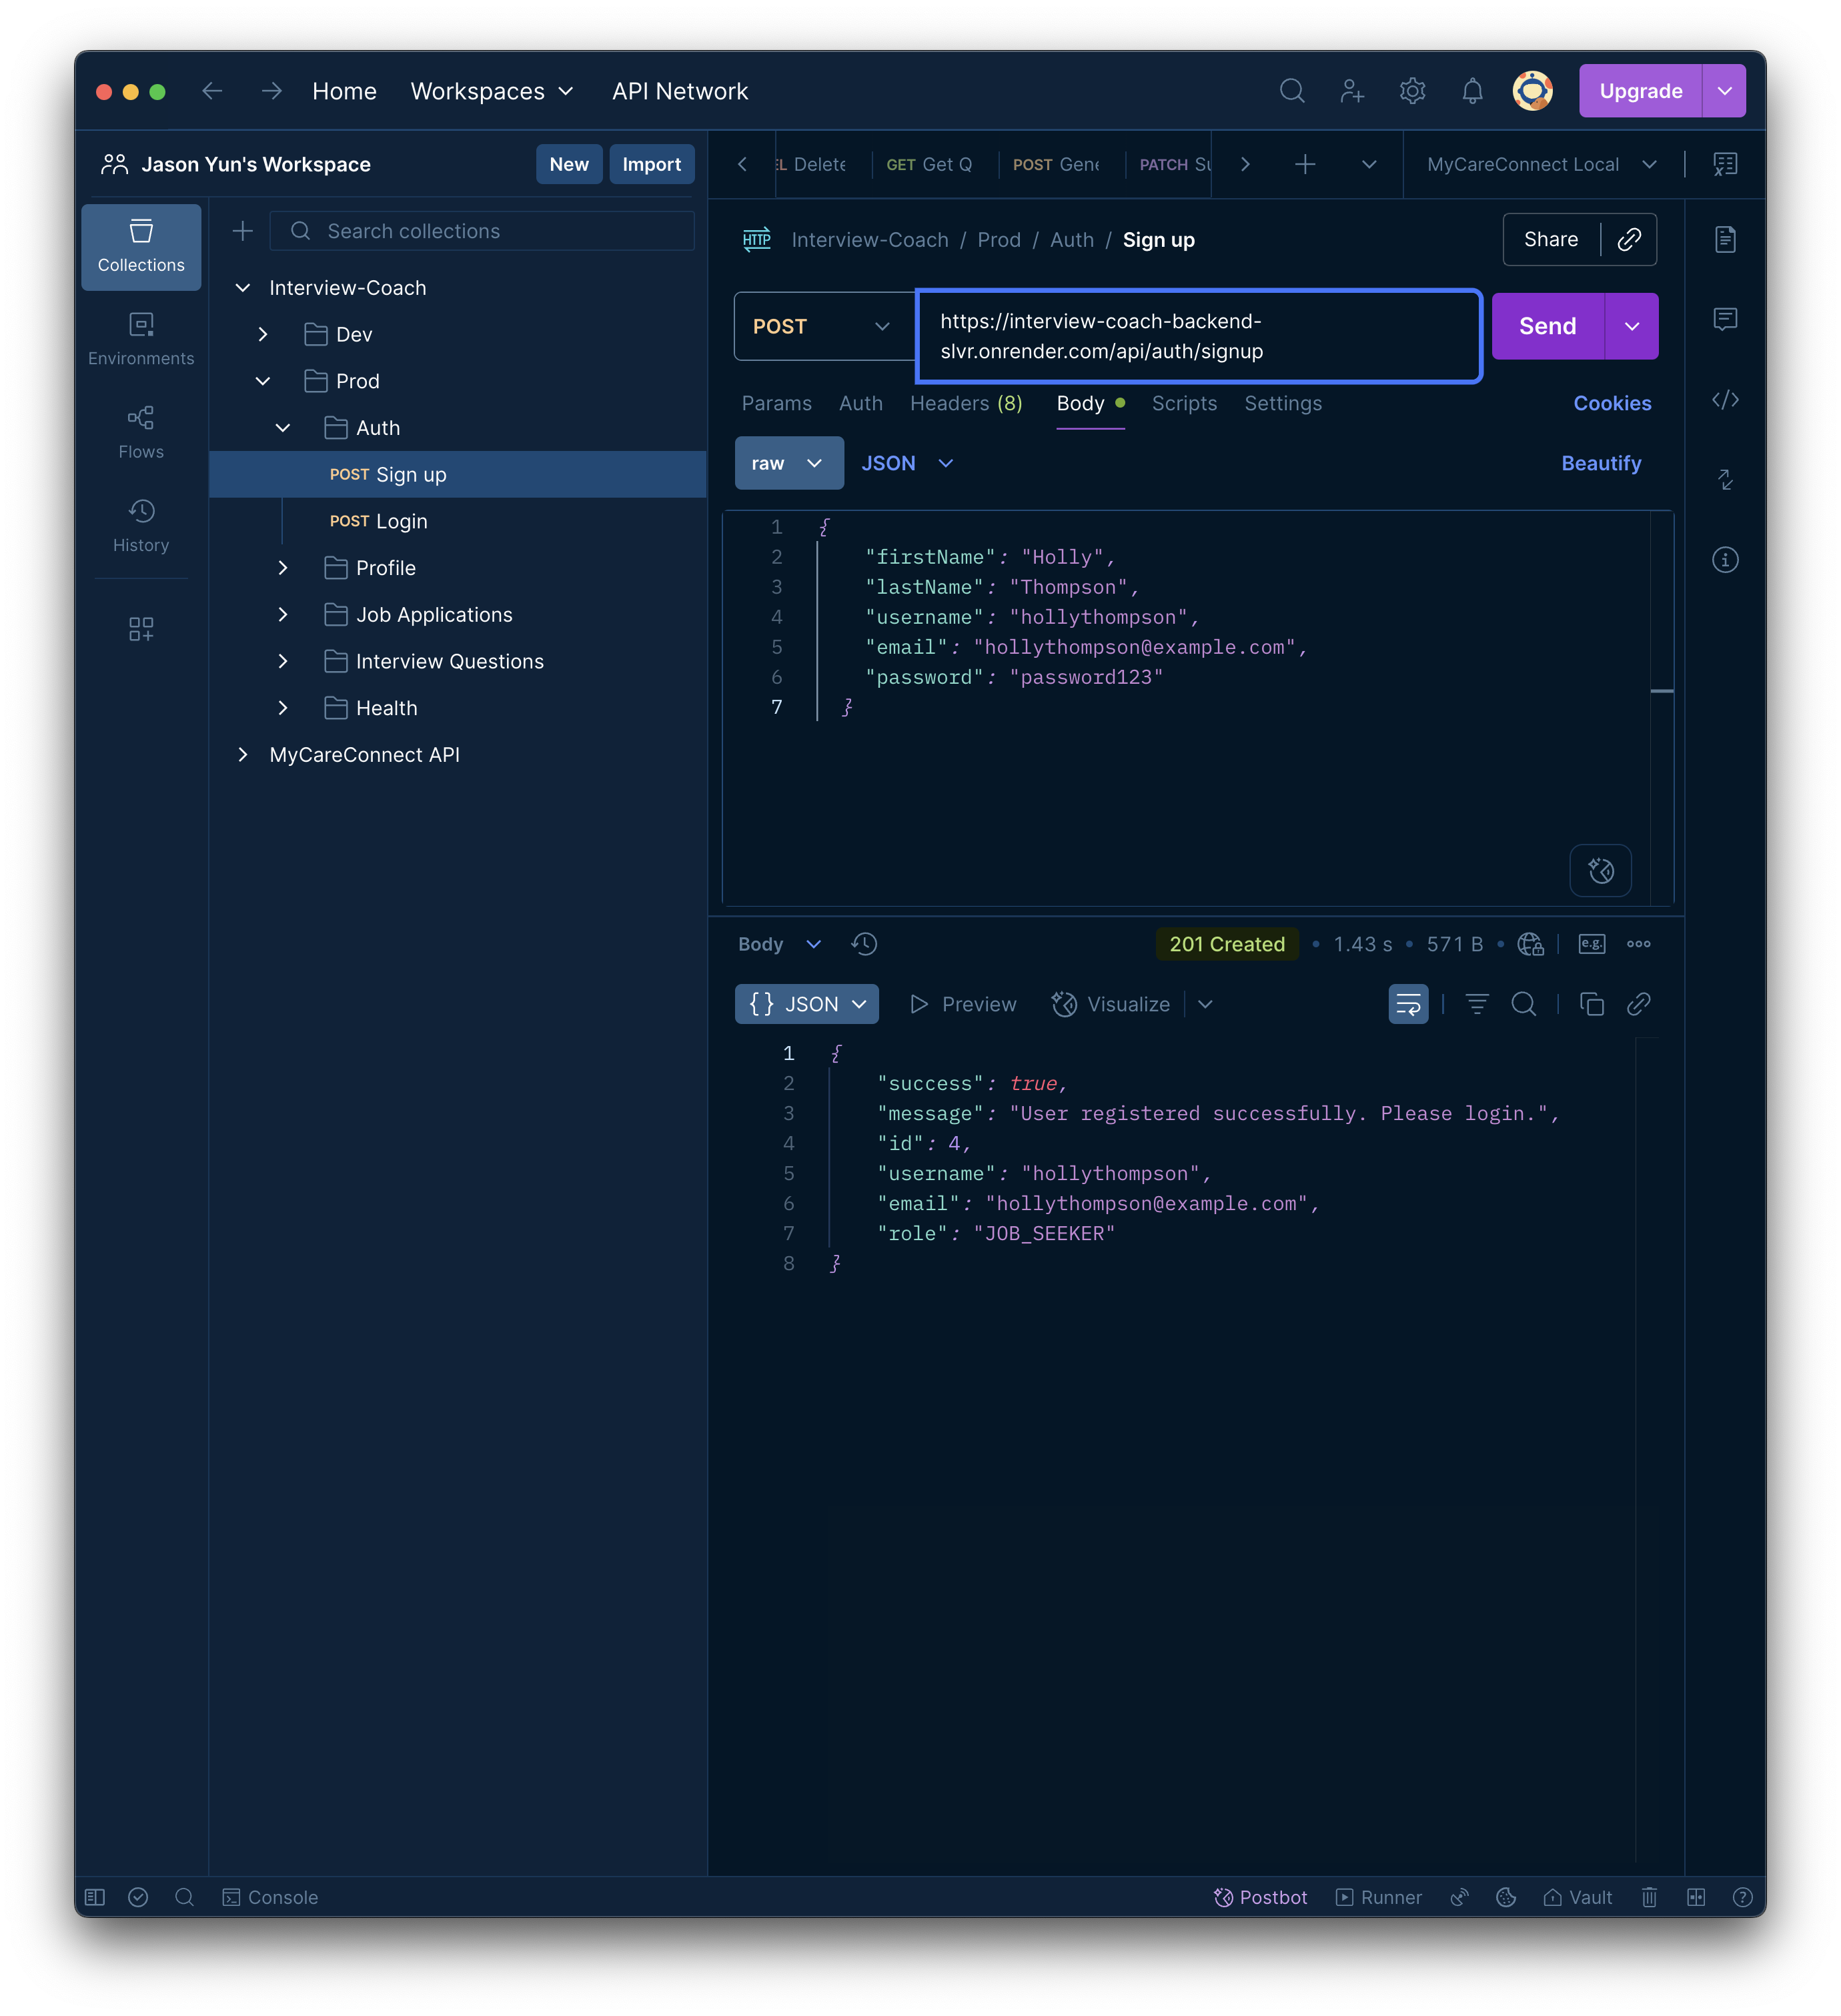 Home Workspaces API Network Upgrade
Jason Yun's Workspace New Import
Delete GET Get Q POST Gene PATCH MyCareConnect Local
Collections
Environments
Flows
History
Search collections
Interview-Coach
Dev
Prod
Auth
POST Sign up
POST Login
Profile
Job Applications
Interview Questions
Health
MyCareConnect API
HTTP Interview-Coach / Prod / Auth / Sign up Share
POST
https://interview-coach-backend-
slvr.onrender.com/api/auth/signup
Send
Params Auth Headers (8) Body Scripts Settings Cookies
raw JSON Beautify
1 {
2 "firstName": "Holly",
3 "lastName": "Thompson",
4 "username": "hollythompson",
5 "email": "hollythompson@example.com",
6 "password": "password123"
7 }
Body 201 Created • 1.43 s • 571 B • e.g.
{} JSON Preview Visualize
1 {
2 "success": true,
3 "message": "User registered successfully. Please login.",
4 "id": 4,
5 "username": "hollythompson",
6 "email": "hollythompson@example.com",
7 "role": "JOB_SEEKER"
8 }
Console Postbot Runner Vault